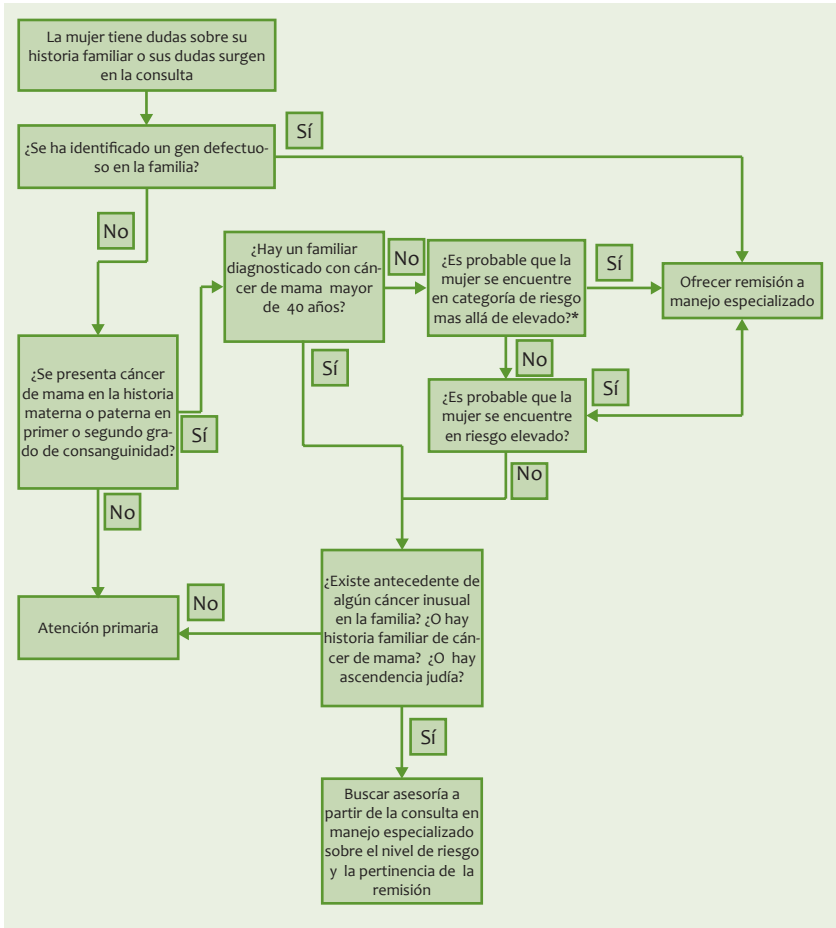 La mujer tiene dudas sobre su
historia familiar o sus dudas surgen
en la consulta
Sí
¿Se ha identificado un gen defectuo-
so en la familia?
No
¿Hay un familiar
diagnosticado con cán-
cer de mama  mayor
de  40 años?
No
¿Es probable que la
mujer se encuentre
en categoría de riesgo
mas allá de elevado?*
Sí
Ofrecer remisión a
manejo especializado
¿Se presenta cáncer
de mama en la historia
materna o paterna en
primer o segundo gra-
do de consanguinidad?
Sí
Sí
No
¿Es probable que la
mujer se encuentre
en riesgo elevado?
Sí
No
No
¿Existe antecedente de
algún cáncer inusual
en la familia? ¿O hay
historia familiar de cán-
cer de mama?  ¿O  hay
ascendencia judía?
No
Atención primaria
Sí
Buscar asesoría a
partir de la consulta en
manejo especializado
sobre el nivel de riesgo
y  la pertinencia de  la
remisión